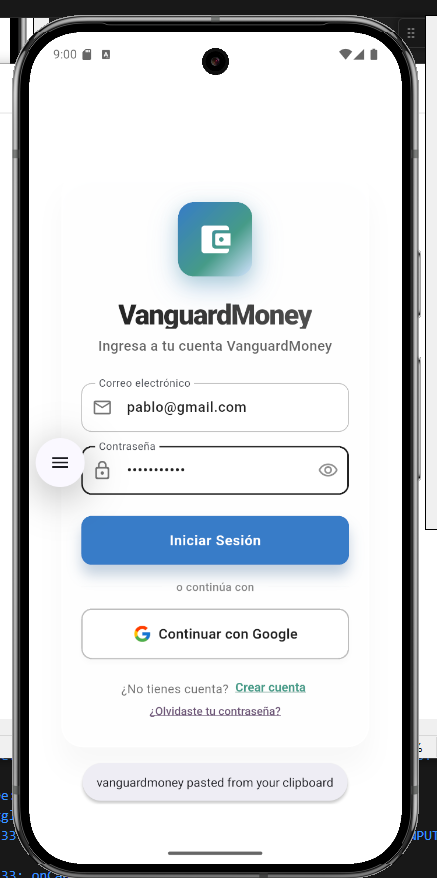 9:00
VanguardMoney
Ingresa a tu cuenta VanguardMoney
Correo electrónico
pablo@gmail.com
Contraseña
•••••••••••
Iniciar Sesión
o continúa con
Continuar con Google
¿No tienes cuenta? Crear cuenta
¿Olvidaste tu contraseña?
vanguardmoney pasted from your clipboard